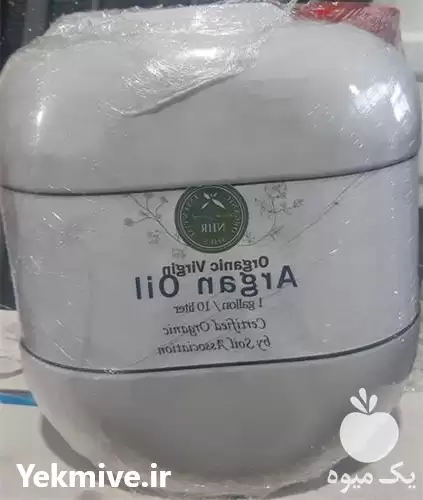 NHR
Organic Virgin
Argan Oil
1 gallon / 10 liter
Certified Organic
by Soil Association
یک میوه
Yekmive.ir